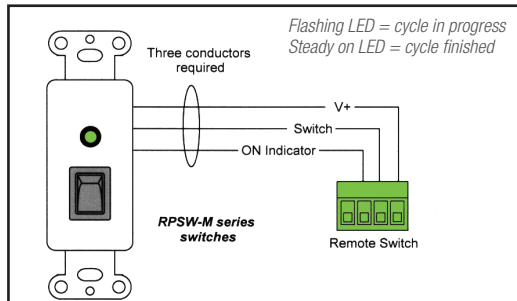 Flashing LED = cycle in progress
Steady on LED = cycle finished
Three conductors
required
V+
Switch
ON Indicator
RPSW-M series
switches
Remote Switch